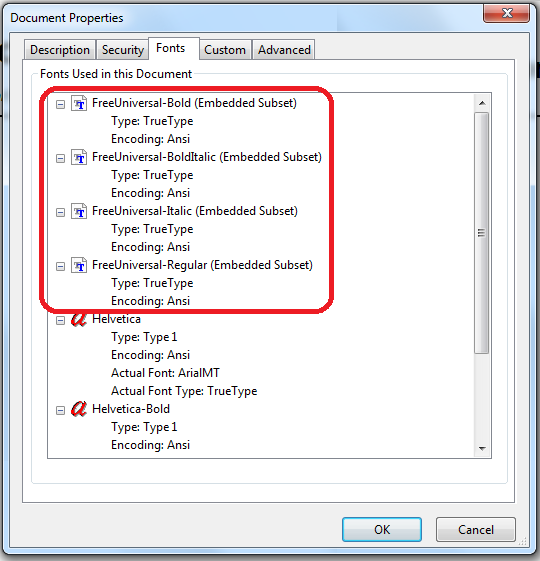 Document Properties
Description Security Fonts Custom Advanced
Fonts Used in this Document
FreeUniversal-Bold (Embedded Subset)
Type: TrueType
Encoding: Ansi
FreeUniversal-BoldItalic (Embedded Subset)
Type: TrueType
Encoding: Ansi
FreeUniversal-Italic (Embedded Subset)
Type: TrueType
Encoding: Ansi
FreeUniversal-Regular (Embedded Subset)
Type: TrueType
Encoding: Ansi
Helvetica
Type: Type 1
Encoding: Ansi
Actual Font: ArialMT
Actual Font Type: TrueType
Helvetica-Bold
Type: Type 1
Encoding: Ansi
OK Cancel